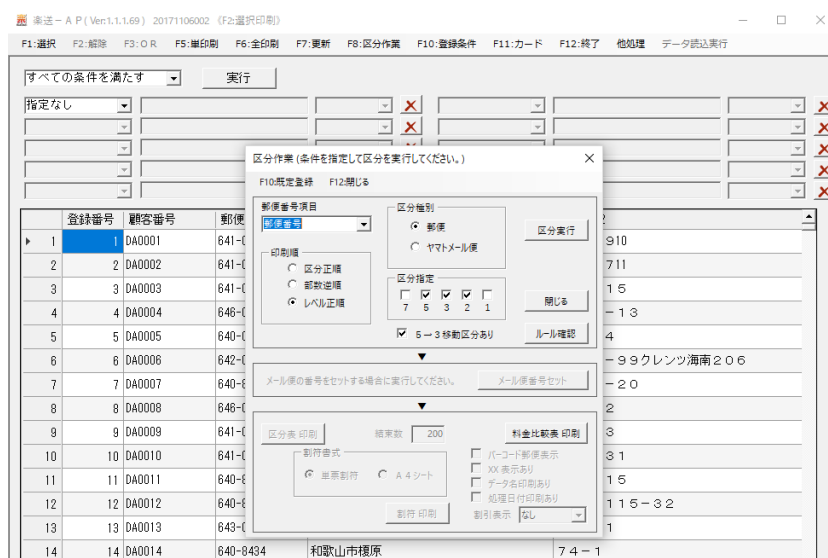 楽送－ＡＰ( Ver:1.1.1.69 ) 20171106002 《F2:選択印刷》
F1:選択 F2:解除 F3:ＯＲ F5:単印刷 F6:全印刷 F7:更新 F8:区分作業 F10:登録条件 F11:カード F12:終了 他処理 データ読込実行
すべての条件を満たす 実行
指定なし
区分作業 (条件を指定して区分を実行してください。)
F10:既定登録 F12:閉じる
郵便番号項目
郵便番号
区分種別
郵便
ヤマトメール便
区分実行
印刷順
区分正順
部数逆順
レベル正順
区分指定
7 5 3 2 1
5→3移動区分あり
閉じる
ルール確認
▼
メール便の番号をセットする場合に実行してください。 メール便番号セット
▼
区分表 印刷 結束数 200 料金比較表 印刷
割符書式
単票割符 Ａ４シート
割符 印刷
バーコード郵便表示
XX 表示あり
データ名印刷あり
処理日付印刷あり
割引表示 なし
登録番号 顧客番号 郵便
1 1 DA0001 641-0 910
2 2 DA0002 641-0 711
3 3 DA0003 641-0 １５
4 4 DA0004 646-0 －１３
5 5 DA0005 640-0 ４
6 6 DA0006 642-0 －９９クレンツ海南２０６
7 7 DA0007 640-8 －２０
8 8 DA0008 646-0 ２
9 9 DA0009 641-0 ３
10 10 DA0010 641-0 ３１
11 11 DA0011 640-8 １５
12 12 DA0012 640-8 １１５－３２
13 13 DA0013 643-0 １
14 14 DA0014 640-8434 和歌山市榎原 ７４－１